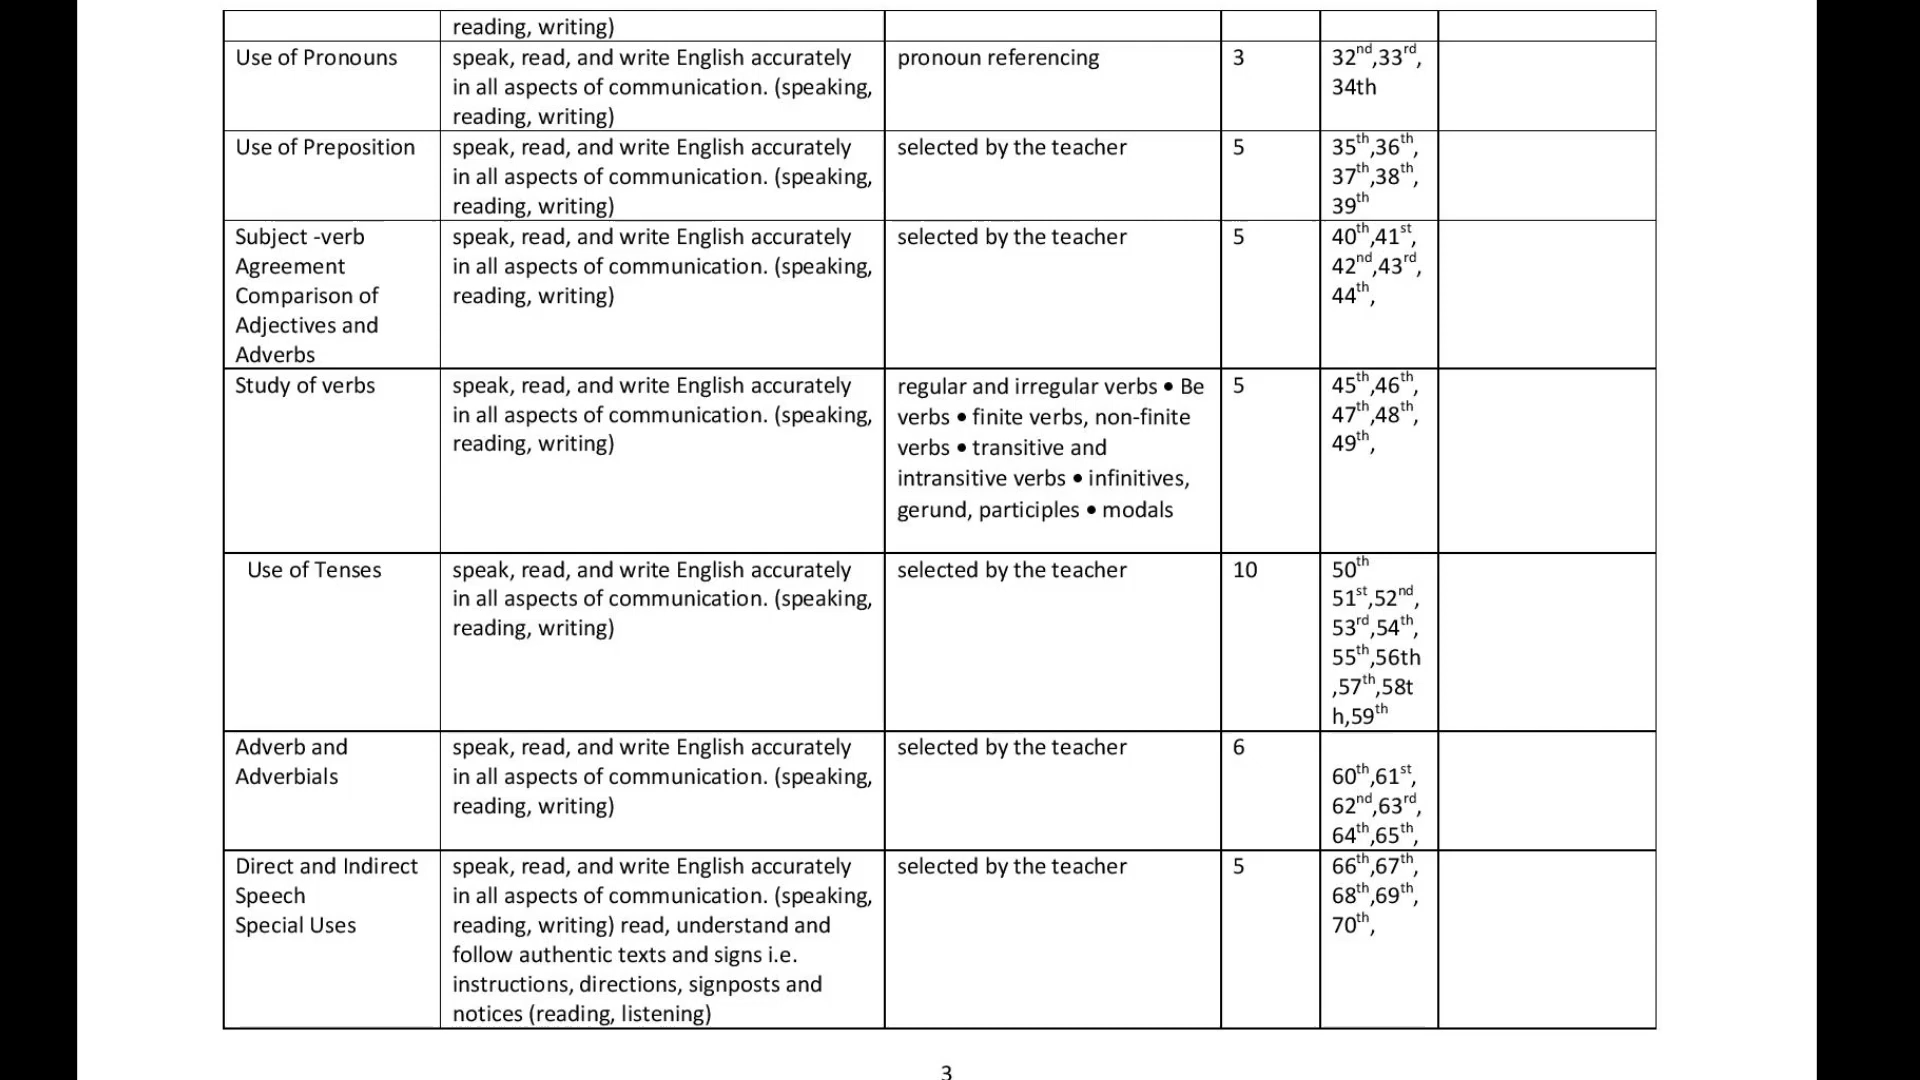 reading, writing)
Use of Pronouns
speak, read, and write English accurately
in all aspects of communication. (speaking,
reading, writing)
pronoun referencing
3
32nd,33rd,
34th
Use of Preposition
speak, read, and write English accurately
in all aspects of communication. (speaking,
reading, writing)
selected by the teacher
5
35th,36th,
37th,38th,
39th
Subject -verb
Agreement
Comparison of
Adjectives and
Adverbs
speak, read, and write English accurately
in all aspects of communication. (speaking,
reading, writing)
selected by the teacher
5
40th,41st,
42nd,43rd,
44th,
Study of verbs
speak, read, and write English accurately
in all aspects of communication. (speaking,
reading, writing)
regular and irregular verbs • Be
verbs • finite verbs, non-finite
verbs • transitive and
intransitive verbs • infinitives,
gerund, participles • modals
5
45th,46th,
47th,48th,
49th,
Use of Tenses
speak, read, and write English accurately
in all aspects of communication. (speaking,
reading, writing)
selected by the teacher
10
50th
51st,52nd,
53rd,54th,
55th,56th
,57th,58t
h,59th
Adverb and
Adverbials
speak, read, and write English accurately
in all aspects of communication. (speaking,
reading, writing)
selected by the teacher
6
60th,61st,
62nd,63rd,
64th,65th,
Direct and Indirect
Speech
Special Uses
speak, read, and write English accurately
in all aspects of communication. (speaking,
reading, writing) read, understand and
follow authentic texts and signs i.e.
instructions, directions, signposts and
notices (reading, listening)
selected by the teacher
5
66th,67th,
68th,69th,
70th,
3